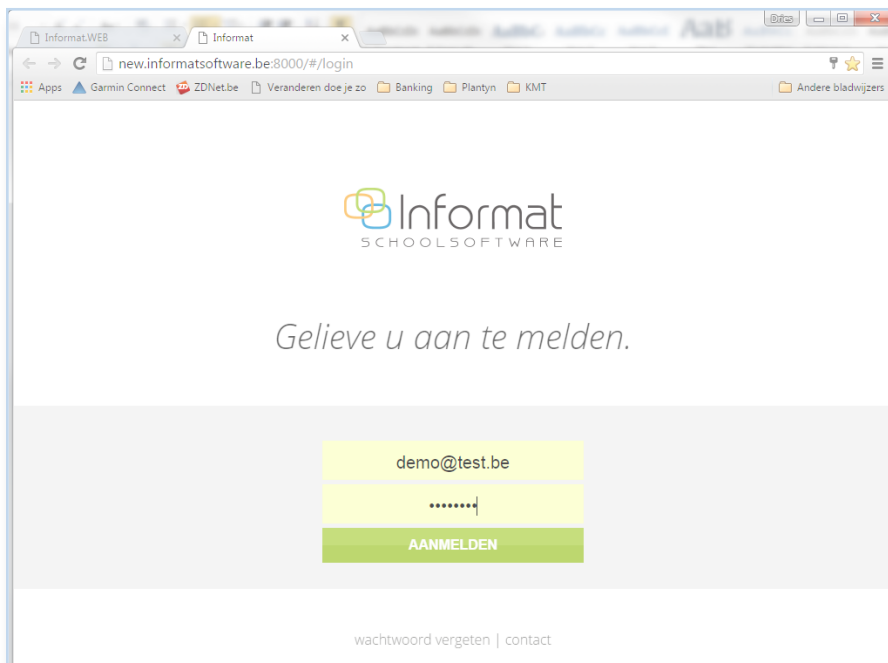 Dries
Informat.WEB
Informat
new.informatsoftware.be:8000/#/login
Apps
Garmin Connect
ZDNet.be
Veranderen doe je zo
Banking
Plantyn
KMT
Andere bladwijzers
Informat
SCHOOLSOFTWARE
Gelieve u aan te melden.
demo@test.be
••••••••
AANMELDEN
wachtwoord vergeten | contact